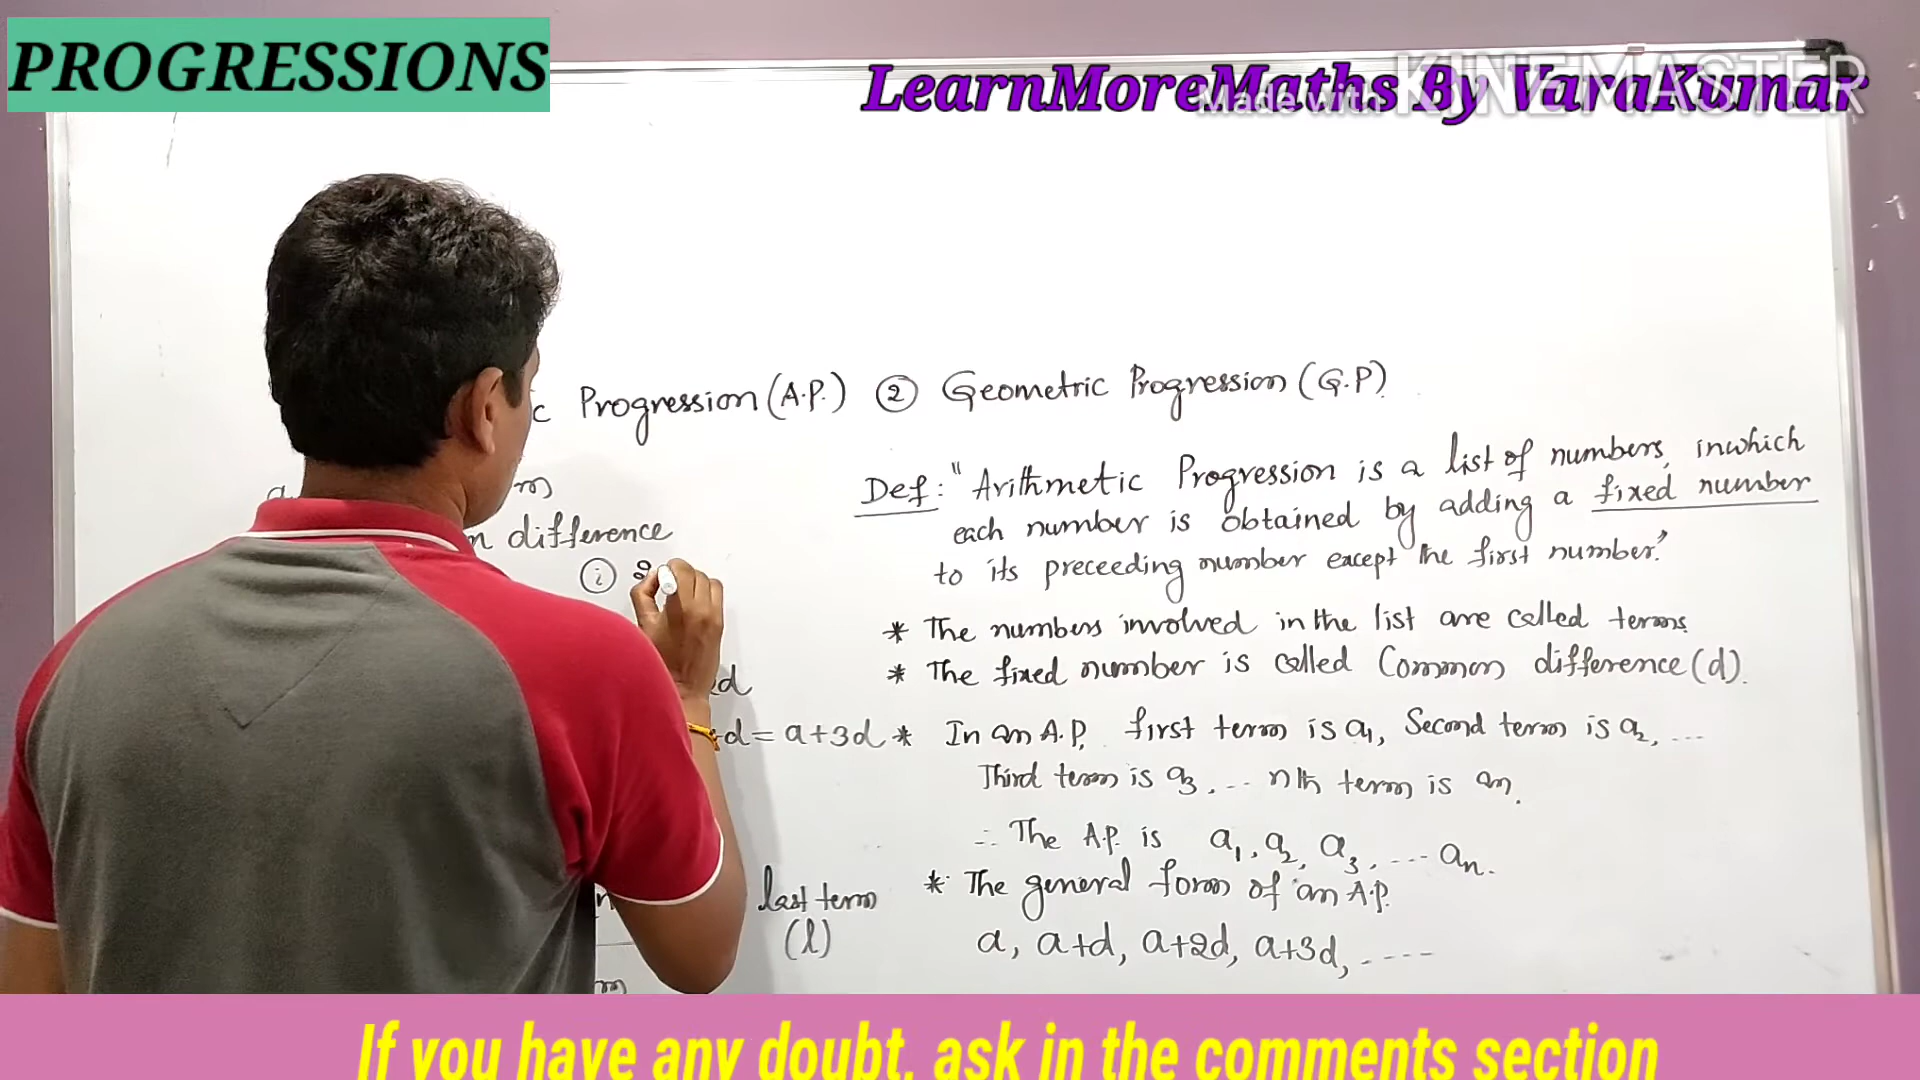 PROGRESSIONS
LearnMoreMaths By VaraKumar
Made with KINEMASTER
c Progression (A.P.) ② Geometric Progression (G.P).
Def: "Arithmetic Progression is a list of numbers, inwhich
each number is obtained by adding a fixed number
to its preceeding number except the first number."
* The numbers involved in the list are called terms.
* The fixed number is called Common difference (d).
* In an A.P, first term is a₁, Second term is a₂, ...
Third term is a₃, ... nth term is an.
∴ The A.P. is a₁, a₂, a₃, .... an.
* The general form of an A.P.
a, a+d, a+2d, a+3d, .....
n difference
ⓘ 2
d = a+3d
last term
(l)
If you have any doubt, ask in the comments section